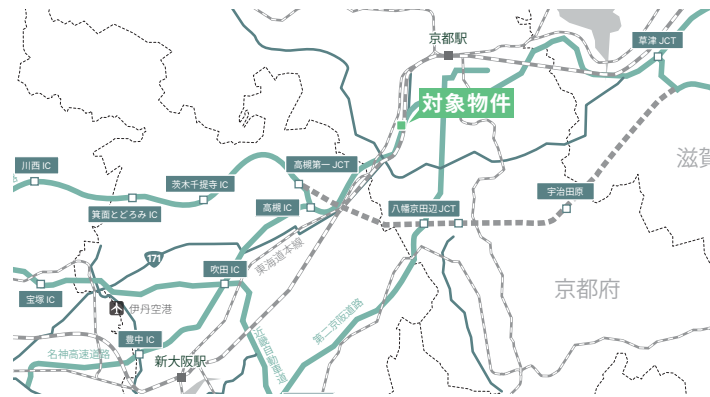 京都駅
草津 JCT
対象物件
滋賀
川西 IC
高槻第一 JCT
茨木千提寺 IC
宇治田原
箕面とどろみ IC
高槻 IC
八幡京田辺 JCT
171
東海道本線
吹田 IC
京都府
宝塚 IC
伊丹空港
第二京阪道路
近畿自動車道
豊中 IC
名神高速道路
新大阪駅